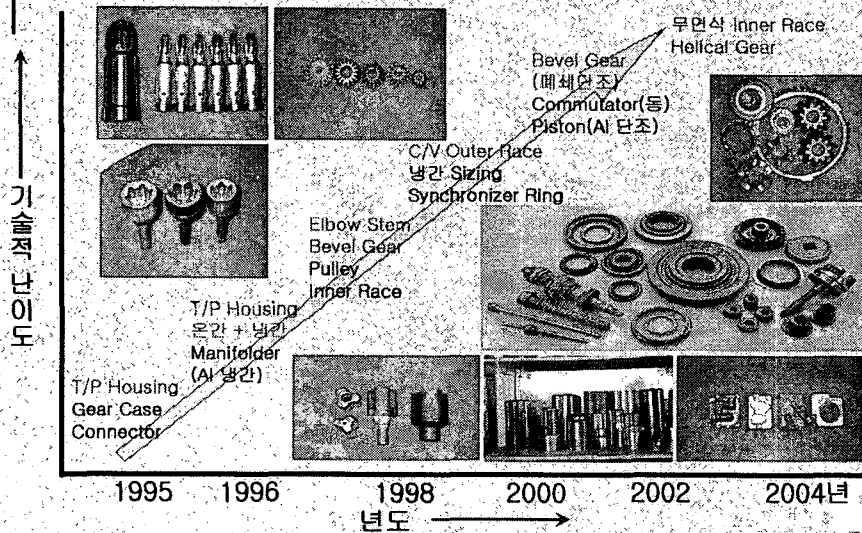 무연삭 Inner Race
Helical Gear
Bevel Gear
(폐쇄단조)
Commutator(동)
Piston(Al 단조)
C/V Outer Race
냉간 Sizing
Synchronizer Ring
Elbow Stem
Bevel Gear
Pulley
Inner Race
T/P Housing
온간 + 냉간
Manifolder
(Al 냉간)
T/P Housing
Gear Case
Connector
기술적 난이도
1995 1996 1998 2000 2002 2004년
년도